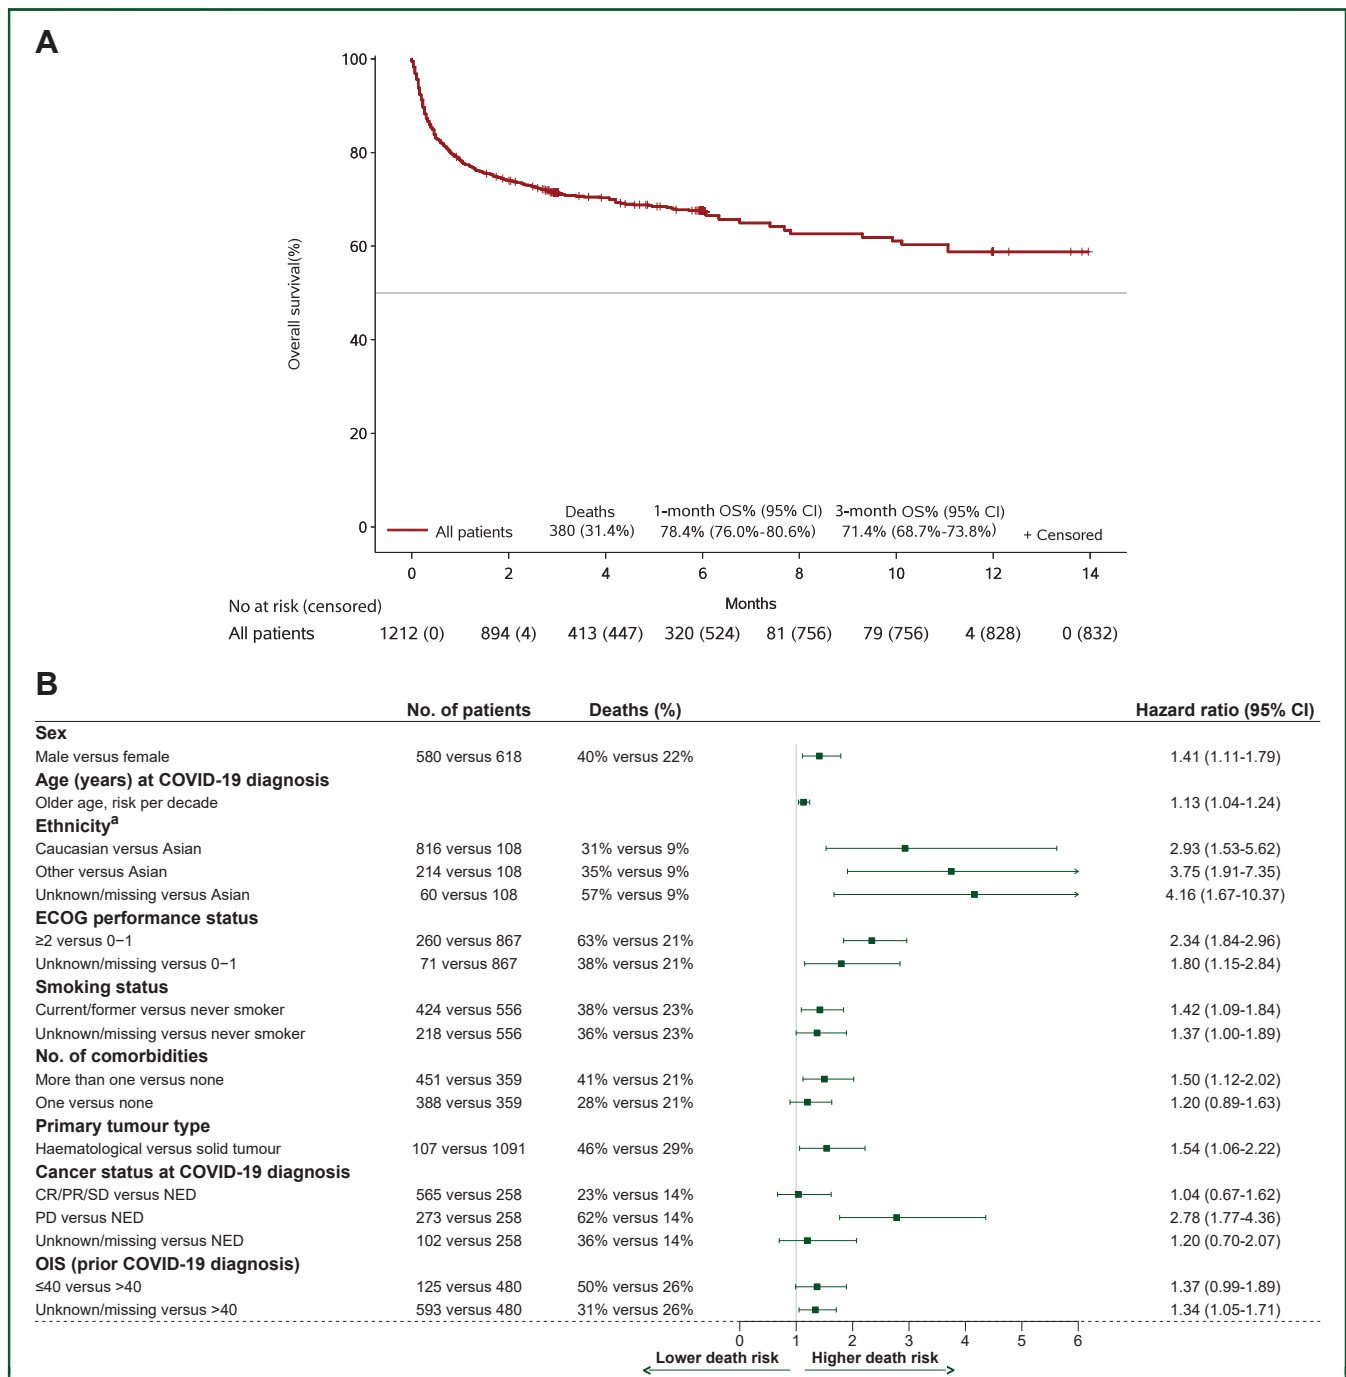 A
100
80
60
40
20
0
Overall survival(%)
Deaths 1-month OS% (95% CI) 3-month OS% (95% CI)
All patients 380 (31.4%) 78.4% (76.0%-80.6%) 71.4% (68.7%-73.8%) + Censored
0 2 4 6 8 10 12 14
No at risk (censored) Months
All patients 1212 (0) 894 (4) 413 (447) 320 (524) 81 (756) 79 (756) 4 (828) 0 (832)
B
No. of patients Deaths (%) Hazard ratio (95% CI)
Sex
Male versus female 580 versus 618 40% versus 22% 1.41 (1.11-1.79)
Age (years) at COVID-19 diagnosis
Older age, risk per decade 1.13 (1.04-1.24)
Ethnicitya
Caucasian versus Asian 816 versus 108 31% versus 9% 2.93 (1.53-5.62)
Other versus Asian 214 versus 108 35% versus 9% 3.75 (1.91-7.35)
Unknown/missing versus Asian 60 versus 108 57% versus 9% 4.16 (1.67-10.37)
ECOG performance status
≥2 versus 0−1 260 versus 867 63% versus 21% 2.34 (1.84-2.96)
Unknown/missing versus 0−1 71 versus 867 38% versus 21% 1.80 (1.15-2.84)
Smoking status
Current/former versus never smoker 424 versus 556 38% versus 23% 1.42 (1.09-1.84)
Unknown/missing versus never smoker 218 versus 556 36% versus 23% 1.37 (1.00-1.89)
No. of comorbidities
More than one versus none 451 versus 359 41% versus 21% 1.50 (1.12-2.02)
One versus none 388 versus 359 28% versus 21% 1.20 (0.89-1.63)
Primary tumour type
Haematological versus solid tumour 107 versus 1091 46% versus 29% 1.54 (1.06-2.22)
Cancer status at COVID-19 diagnosis
CR/PR/SD versus NED 565 versus 258 23% versus 14% 1.04 (0.67-1.62)
PD versus NED 273 versus 258 62% versus 14% 2.78 (1.77-4.36)
Unknown/missing versus NED 102 versus 258 36% versus 14% 1.20 (0.70-2.07)
OIS (prior COVID-19 diagnosis)
≤40 versus >40 125 versus 480 50% versus 26% 1.37 (0.99-1.89)
Unknown/missing versus >40 593 versus 480 31% versus 26% 1.34 (1.05-1.71)
0 1 2 3 4 5 6
Lower death risk Higher death risk